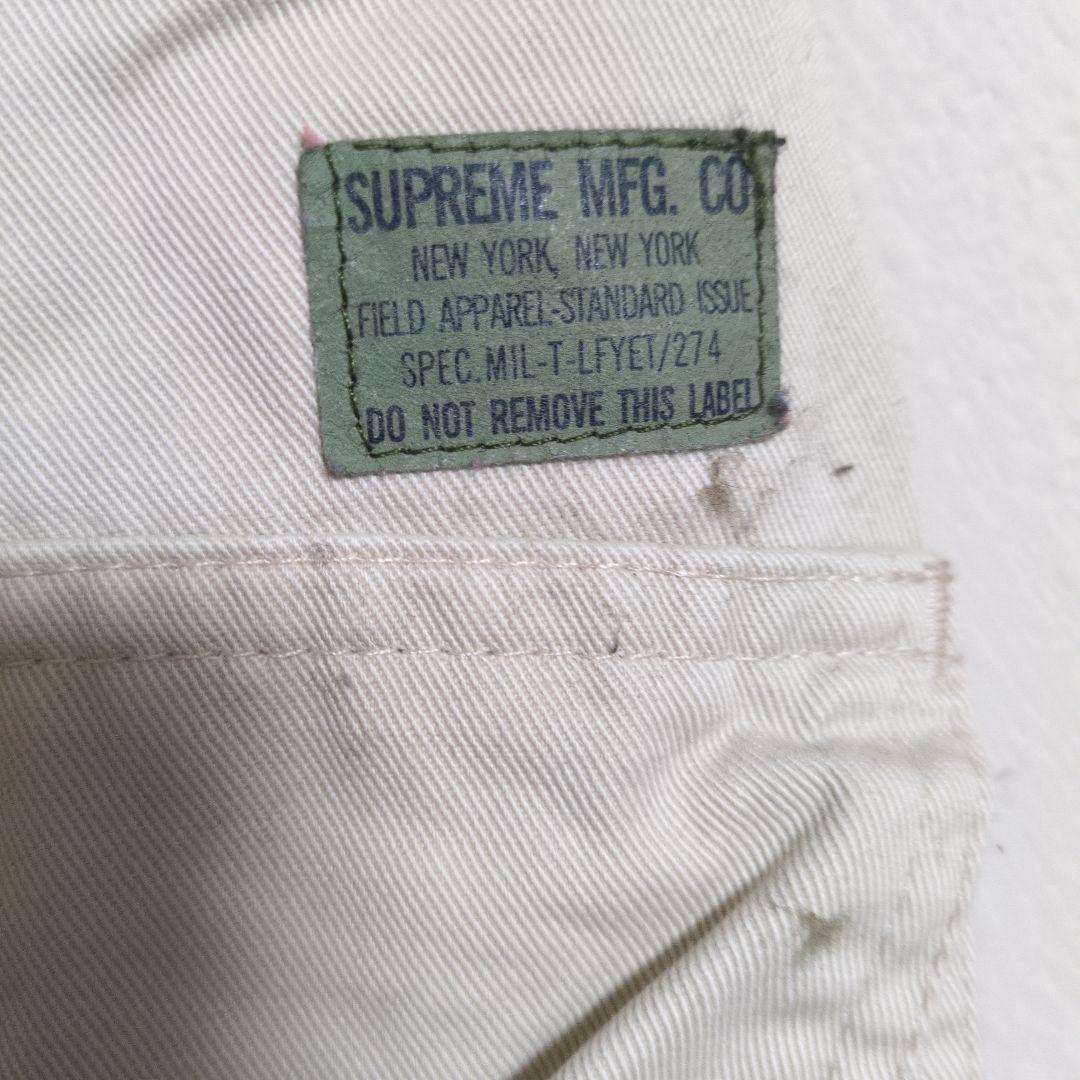 SUPREME MFG. CO
NEW YORK, NEW YORK
FIELD APPAREL-STANDARD ISSUE
SPEC.MIL-T-LFYET/274
DO NOT REMOVE THIS LABEL